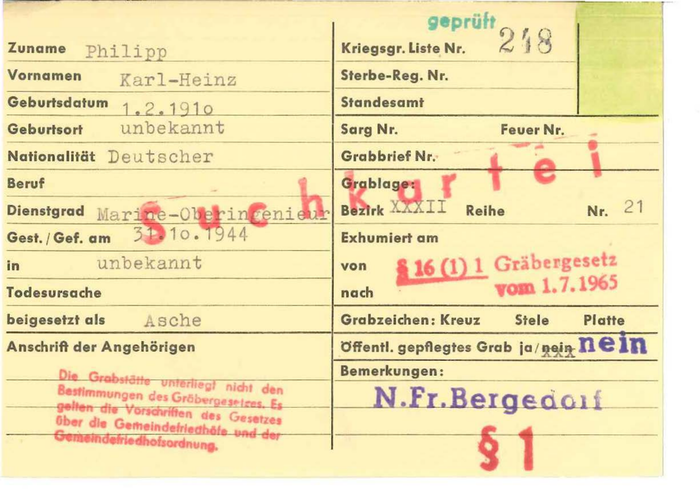 geprüft
Zuname Philipp
Kriegsgr. Liste Nr. 248
Vornamen Karl-Heinz
Sterbe-Reg. Nr.
Geburtsdatum 1.2.191o
Standesamt
Geburtsort unbekannt
Sarg Nr. Feuer Nr.
Nationalität Deutscher
Grabbrief Nr.
Suchkartei
Beruf
Grablage:
Dienstgrad Marine-Oberingenieur
Bezirk XXXII Reihe Nr. 21
Gest./Gef. am 31.1o.1944
Exhumiert am
in unbekannt
von
§ 16 (1) 1 Gräbergesetz
vom 1.7.1965
Todesursache
nach
beigesetzt als Asche
Grabzeichen: Kreuz Stele Platte
Anschrift der Angehörigen
Öffentl. gepflegtes Grab ja/nein nein
Bemerkungen:
Die Grabstätte unterliegt nicht den
Bestimmungen des Gräbergesetzes. Es
gelten die Vorschriften des Gesetzes
über die Gemeindefriedhöfe und der
Gemeindefriedhofsordnung.
N.Fr.Bergedorf
§ 1